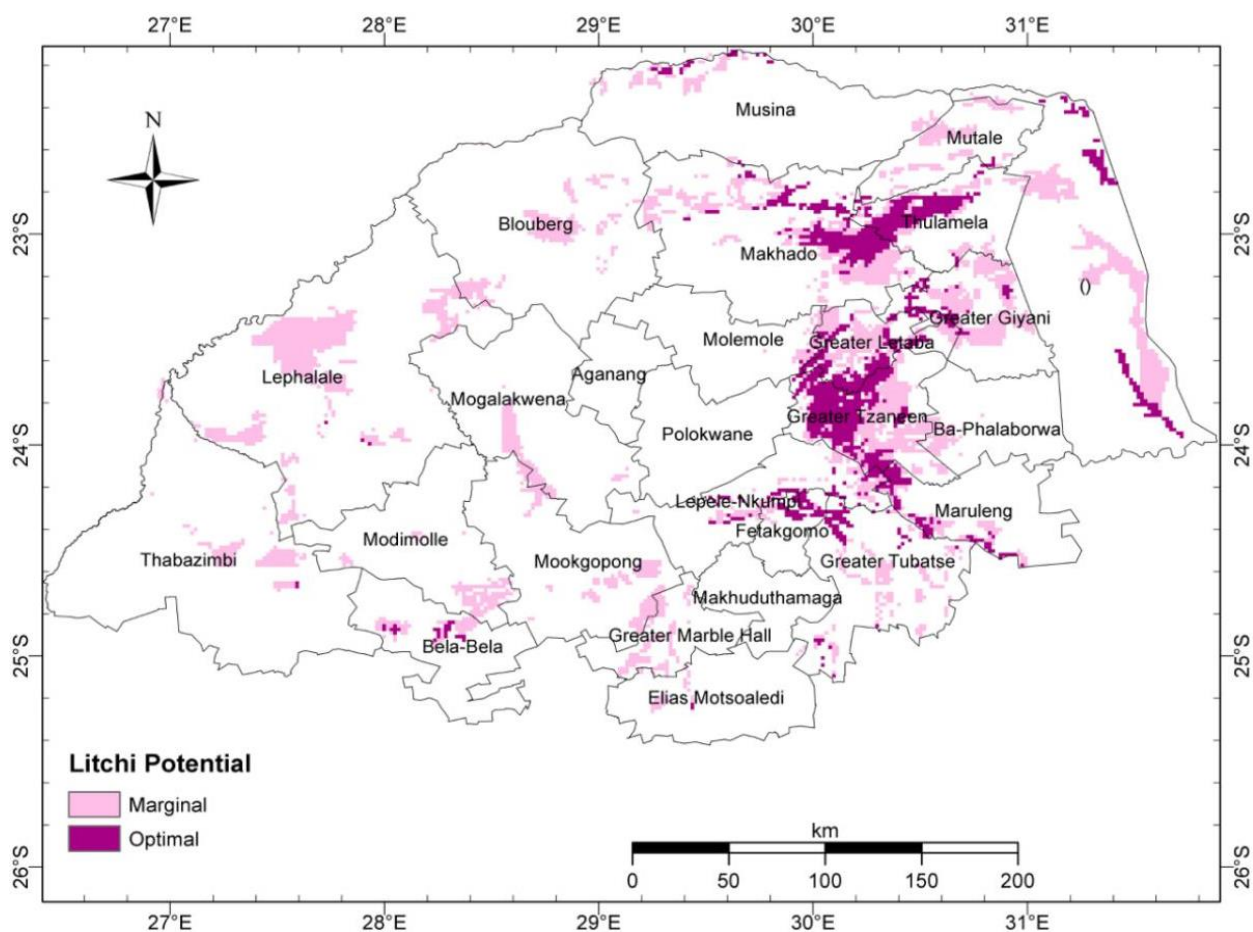 27°E 28°E 29°E 30°E 31°E
N
Musina
Mutale
23°S 23°S
Blouberg
Thulamela
Makhado
()
Greater Giyani
Molemole
Greater Letaba
Lephalale
Aganang
Mogalakwena
Greater Tzaneen
Ba-Phalaborwa
Polokwane
24°S 24°S
Lepele-Nkumpi
Maruleng
Fetakgomo
Modimolle
Thabazimbi
Mookgopong
Greater Tubatse
Makhuduthamaga
Greater Marble Hall
Bela-Bela
25°S 25°S
Elias Motsoaledi
Litchi Potential
Marginal
Optimal
km
0 50 100 150 200
26°S 26°S
27°E 28°E 29°E 30°E 31°E